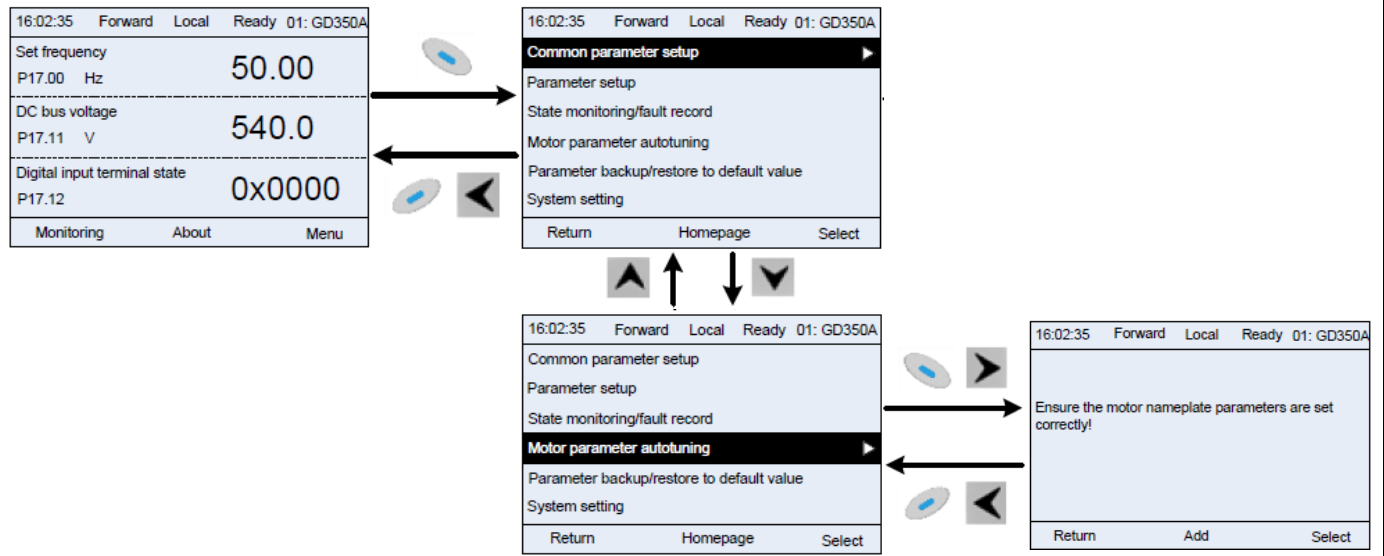 16:02:35 Forward Local Ready 01: GD350A
Set frequency
P17.00 Hz
50.00
DC bus voltage
P17.11 V
540.0
Digital input terminal state
P17.12
0x0000
Monitoring About Menu
16:02:35 Forward Local Ready 01: GD350A
Common parameter setup
Parameter setup
State monitoring/fault record
Motor parameter autotuning
Parameter backup/restore to default value
System setting
Return Homepage Select
16:02:35 Forward Local Ready 01: GD350A
Common parameter setup
Parameter setup
State monitoring/fault record
Motor parameter autotuning
Parameter backup/restore to default value
System setting
Return Homepage Select
16:02:35 Forward Local Ready 01: GD350A
Ensure the motor nameplate parameters are set
correctly!
Return Add Select